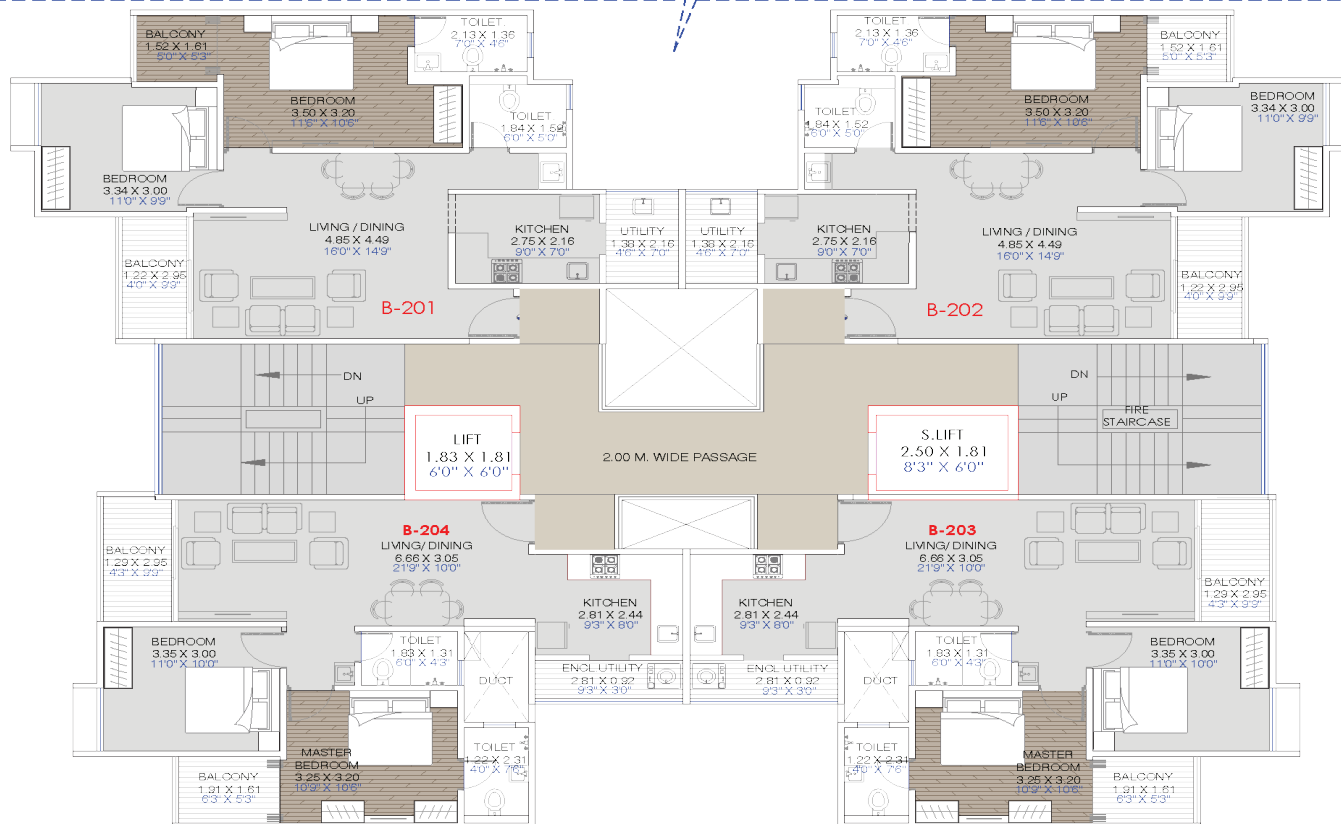 BALCONY
1.52 X 1.61
5'0" X 5'3"
TOILET
2.13 X 1.36
7'0" X 4'6"
BEDROOM
3.50 X 3.20
11'6" X 10'6"
TOILET
1.84 X 1.52
6'0" X 5'0"
BEDROOM
3.34 X 3.00
11'0" X 9'9"
LIVING / DINING
4.85 X 4.49
16'0" X 14'9"
KITCHEN
2.75 X 2.16
9'0" X 7'0"
UTILITY
1.38 X 2.16
4'6" X 7'0"
BALCONY
1.22 X 2.95
4'0" X 9'9"
B-201
TOILET
2.13 X 1.36
7'0" X 4'6"
BALCONY
1.52 X 1.61
5'0" X 5'3"
BEDROOM
3.50 X 3.20
11'6" X 10'6"
TOILET
1.84 X 1.52
6'0" X 5'0"
BEDROOM
3.34 X 3.00
11'0" X 9'9"
UTILITY
1.38 X 2.16
4'6" X 7'0"
KITCHEN
2.75 X 2.16
9'0" X 7'0"
LIVING / DINING
4.85 X 4.49
16'0" X 14'9"
BALCONY
1.22 X 2.95
4'0" X 9'9"
B-202
DN
UP
LIFT
1.83 X 1.81
6'0" X 6'0"
2.00 M. WIDE PASSAGE
S.LIFT
2.50 X 1.81
8'3" X 6'0"
DN
UP
FIRE
STAIRCASE
B-204
LIVING/ DINING
6.66 X 3.05
21'9" X 10'0"
BALCONY
1.29 X 2.95
4'3" X 9'9"
KITCHEN
2.81 X 2.44
9'3" X 8'0"
BEDROOM
3.35 X 3.00
11'0" X 10'0"
TOILET
1.83 X 1.31
6'0" X 4'3"
DUCT
ENCL UTILITY
2.81 X 0.92
9'3" X 3'0"
MASTER
BEDROOM
3.25 X 3.20
10'9" X 10'6"
TOILET
1.22 X 2.31
4'0" X 7'6"
BALCONY
1.91 X 1.61
6'3" X 5'3"
B-203
LIVING/ DINING
6.66 X 3.05
21'9" X 10'0"
BALCONY
1.29 X 2.95
4'3" X 9'9"
KITCHEN
2.81 X 2.44
9'3" X 8'0"
TOILET
1.83 X 1.31
6'0" X 4'3"
BEDROOM
3.35 X 3.00
11'0" X 10'0"
ENCL UTILITY
2.81 X 0.92
9'3" X 3'0"
DUCT
TOILET
1.22 X 2.31
4'0" X 7'6"
MASTER
BEDROOM
3.25 X 3.20
10'9" X 10'6"
BALCONY
1.91 X 1.61
6'3" X 5'3"